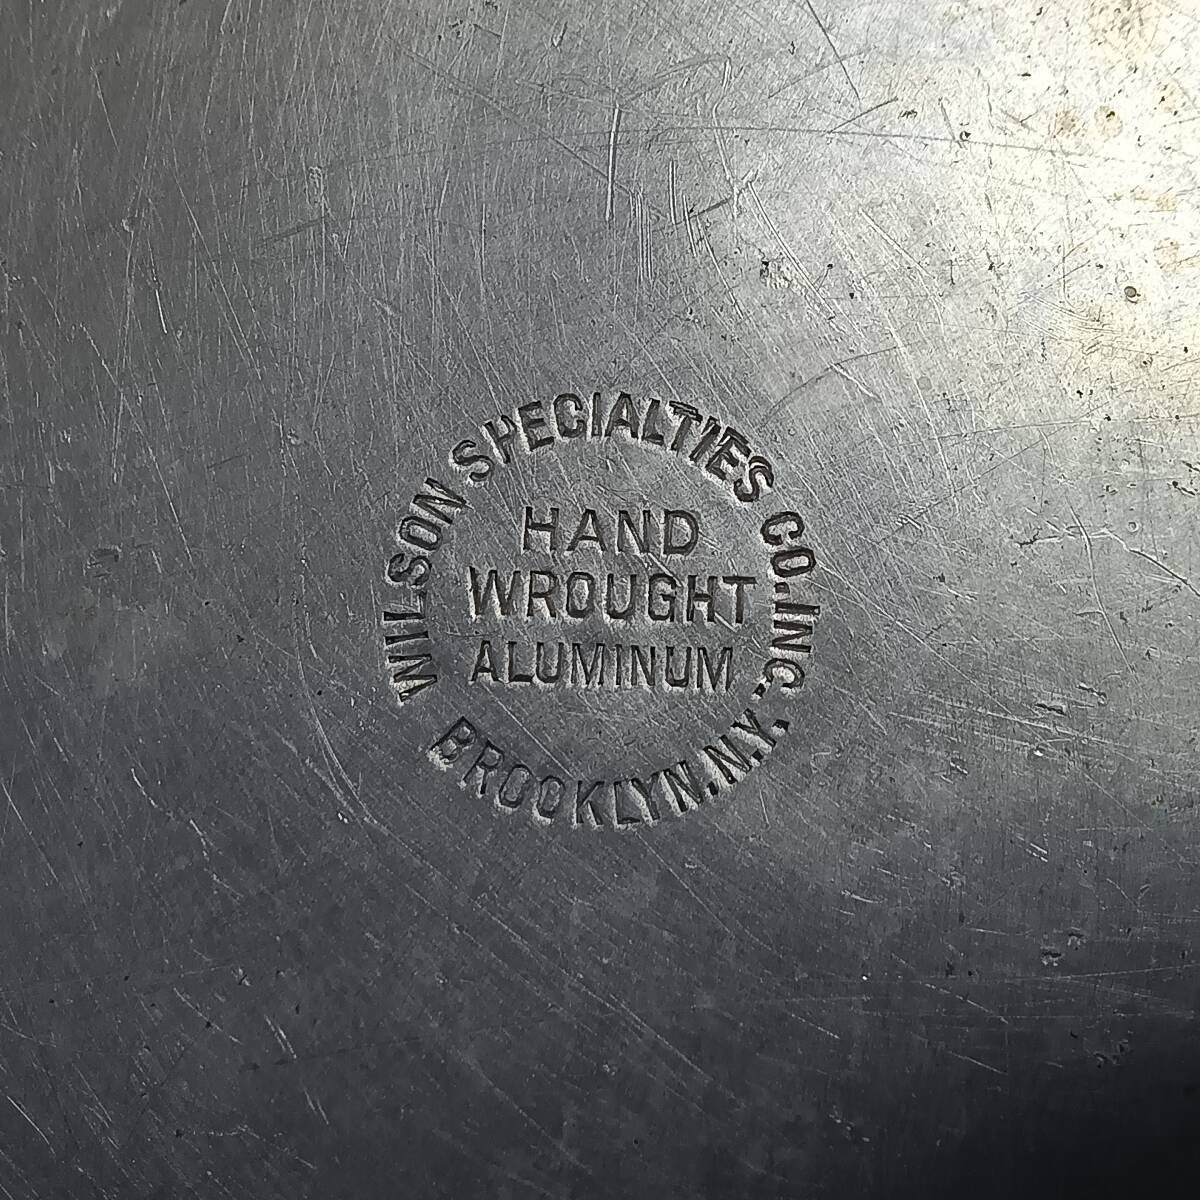 WILSON SPECIALTIES CO. INC.
HAND
WROUGHT
ALUMINUM
BROOKLYN, N.Y.